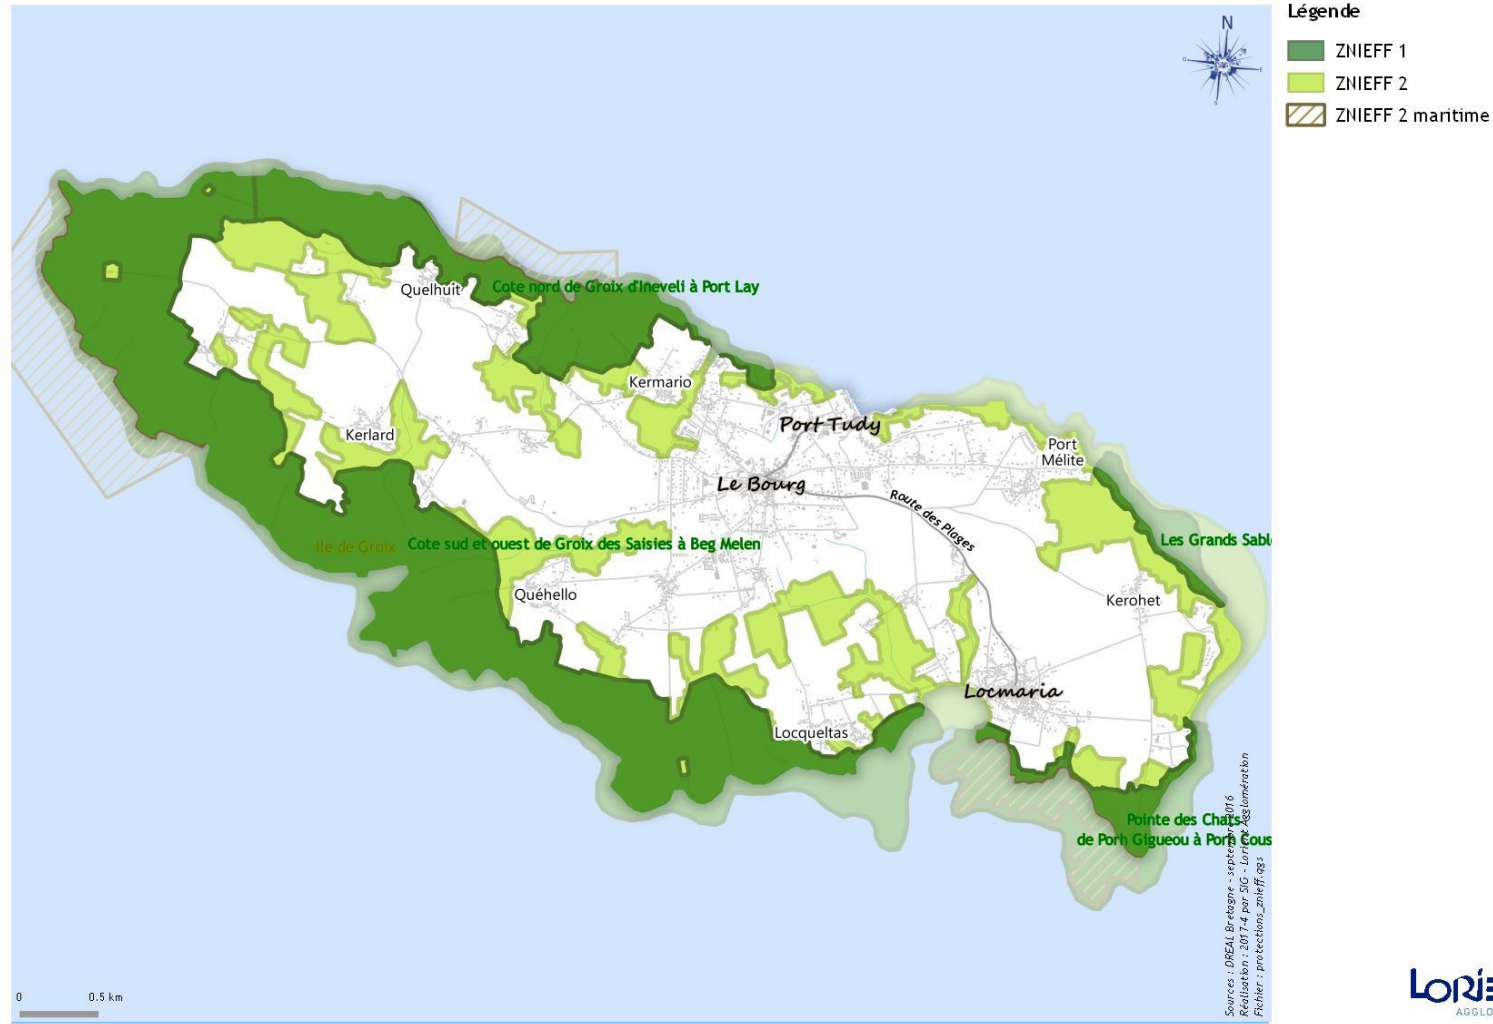 Légende
N
ZNIEFF 1
ZNIEFF 2
ZNIEFF 2 maritime
O
E
S
Quelhuit
Cote nord de Groix d'Ineveli à Port Lay
Kermario
Port Tudy
Kerlard
Port
Mélite
Le Bourg
Route des Plages
Ile de Groix
Cote sud et ouest de Groix des Saisies à Beg Melen
Les Grands Sabl
Quéhello
Kerohet
Locmaria
Locqueltas
Pointe des Chats-
de Porh Gigueou à Porh Cous
Sources : DREAL Bretagne - septembre 2016
Réalisation : 2017-4 par SIG - Lorient Agglomération
Fichier : protections_znieff.qgs
0
0.5 km
LORIE
AGGLO